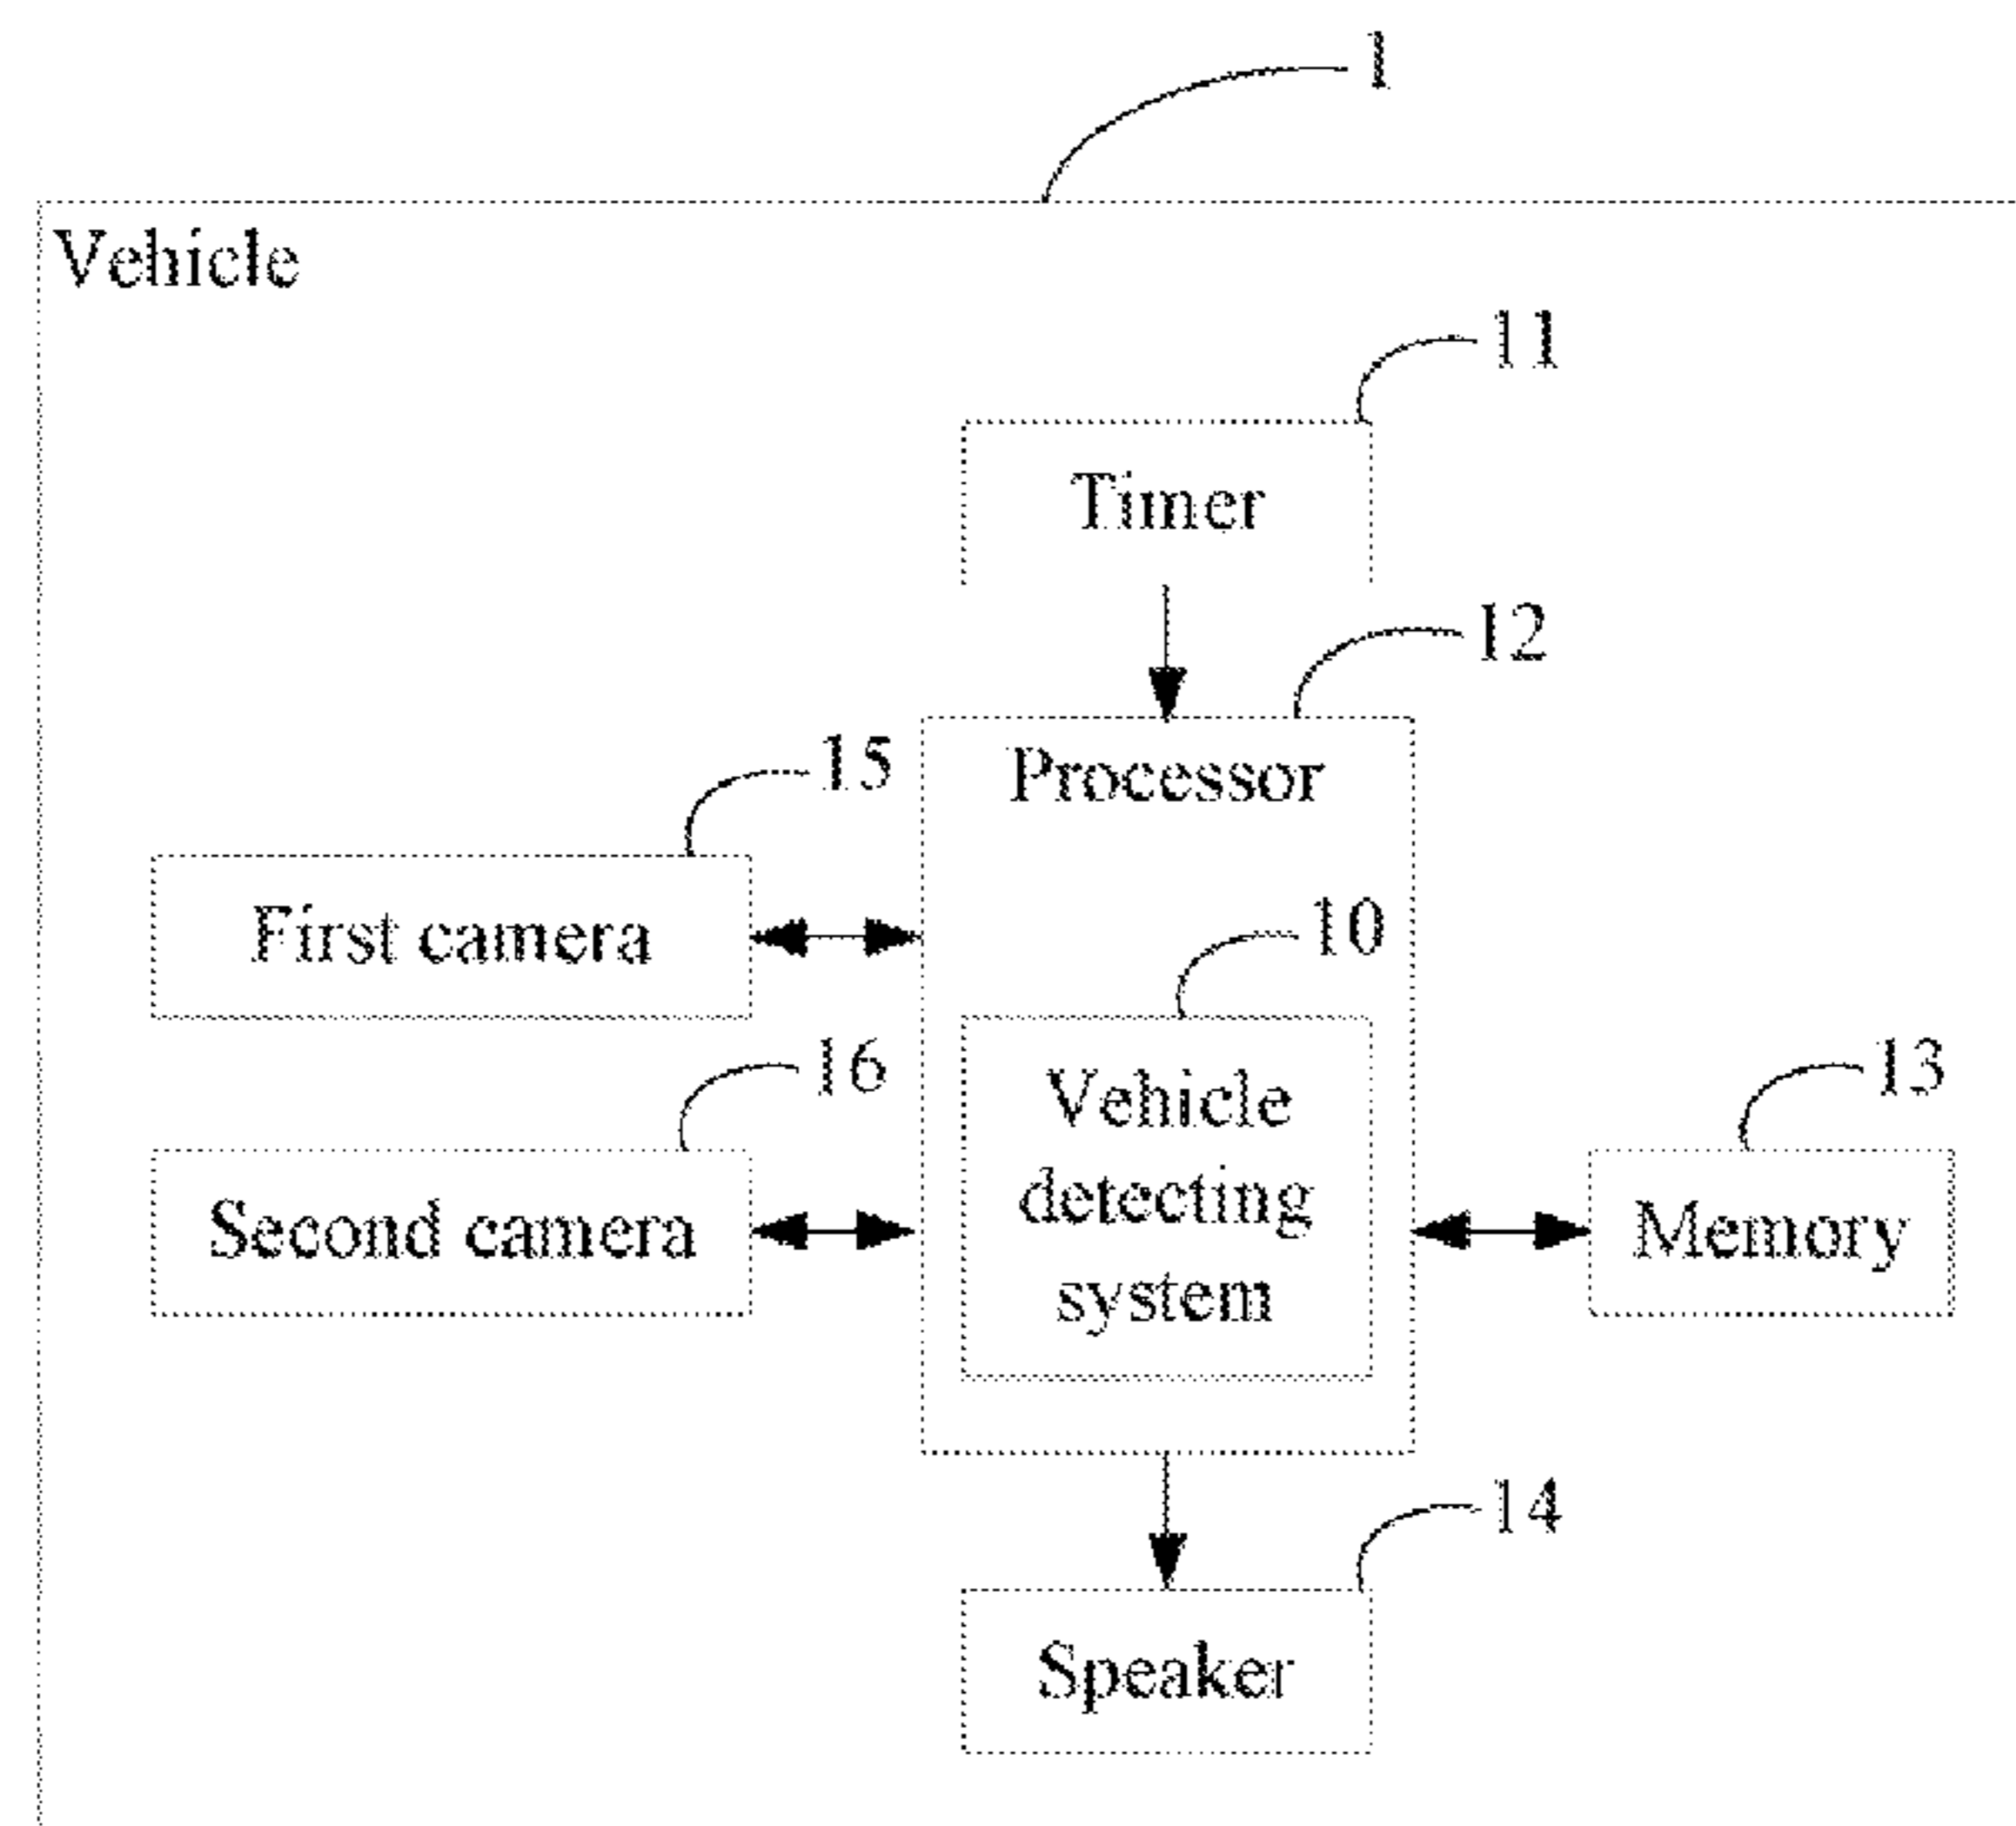 1
Vehicle
11
Timer
12
Processor
15
First camera
10
Vehicle
detecting
system
16
Second camera
13
Memory
14
Speaker